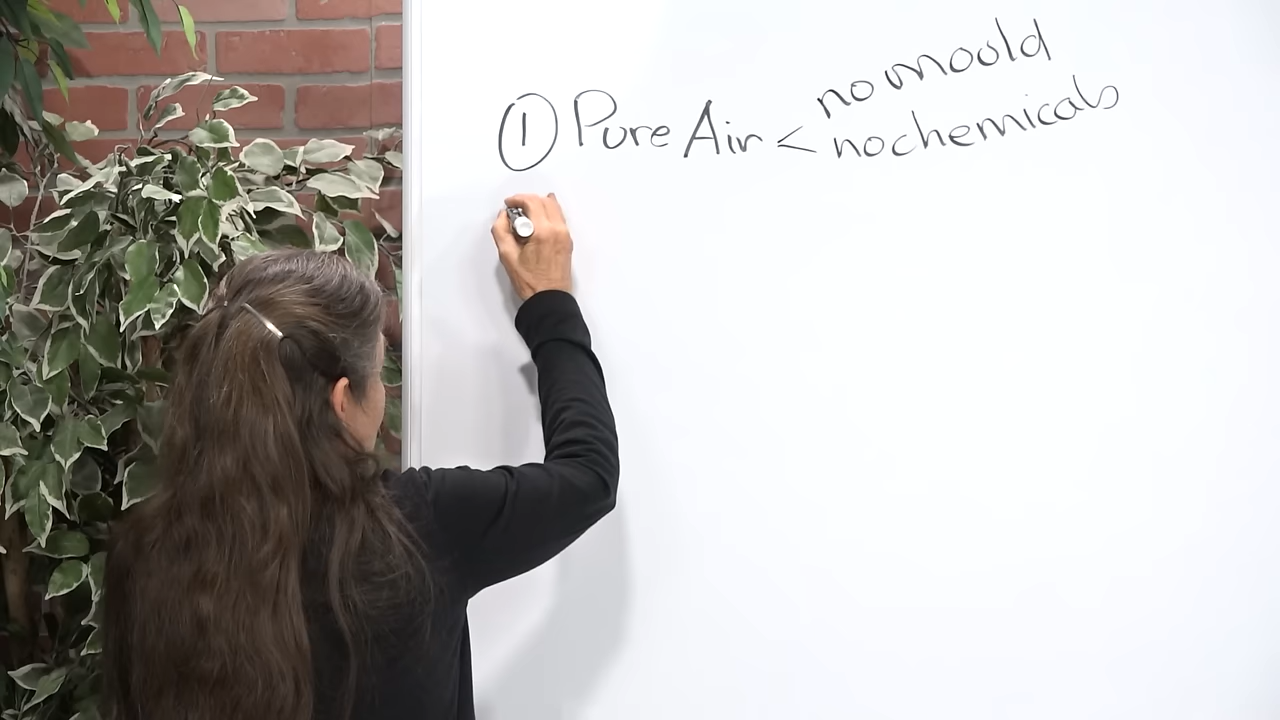 ① Pure Air < no mould
no chemicals